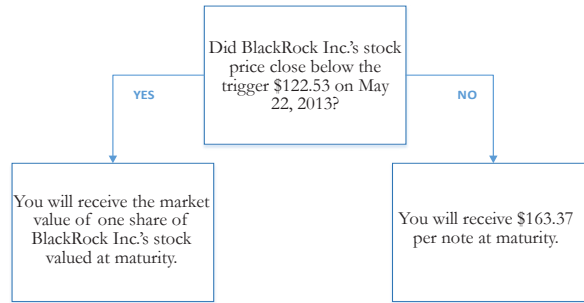 Did BlackRock Inc.'s stock
price close below the
trigger $122.53 on May
22, 2013?
YES
NO
You will receive the market
value of one share of
BlackRock Inc.'s stock
valued at maturity.
You will receive $163.37
per note at maturity.